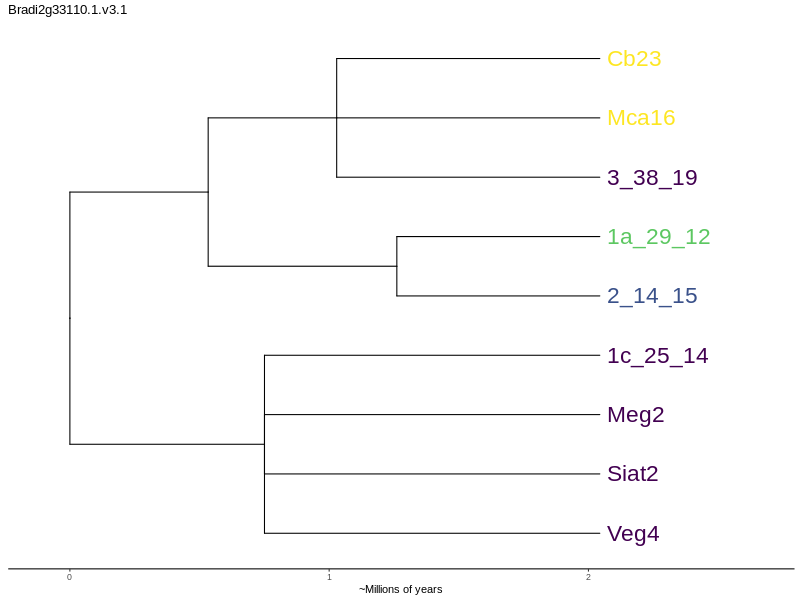 Bradi2g33110.1.v3.1
Cb23
Mca16
3_38_19
1a_29_12
2_14_15
1c_25_14
Meg2
Siat2
Veg4
0 1 2
~Millions of years